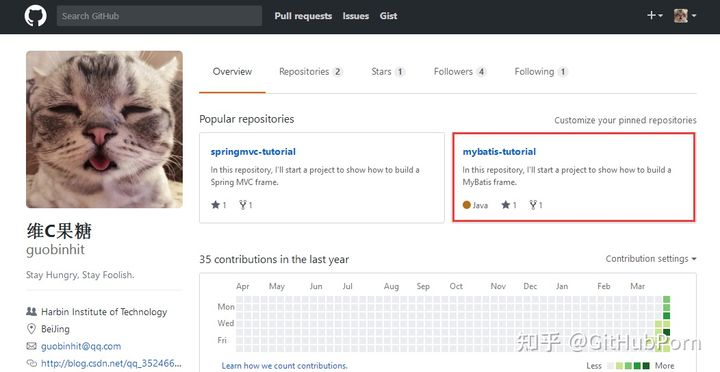 Search GitHub
Pull requests Issues Gist
Overview Repositories 2 Stars 1 Followers 4 Following 1
Popular repositories
Customize your pinned repositories
springmvc-tutorial
In this repository, I'll start a project to show how to build a
Spring MVC frame.
1 1
mybatis-tutorial
In this repository, I'll start a project to show how to build a
MyBatis frame.
Java 1 1
维C果糖
guobinhit
Stay Hungry, Stay Foolish.
Harbin Institute of Technology
BeiJing
guobinhit@qq.com
http://blog.csdn.net/qq_352466...
35 contributions in the last year
Contribution settings
Apr May Jun Jul Aug Sep Oct Nov Dec Jan Feb Mar
Mon
Wed
Fri
Learn how we count contributions.
Less More
知乎 @GitHubPorn